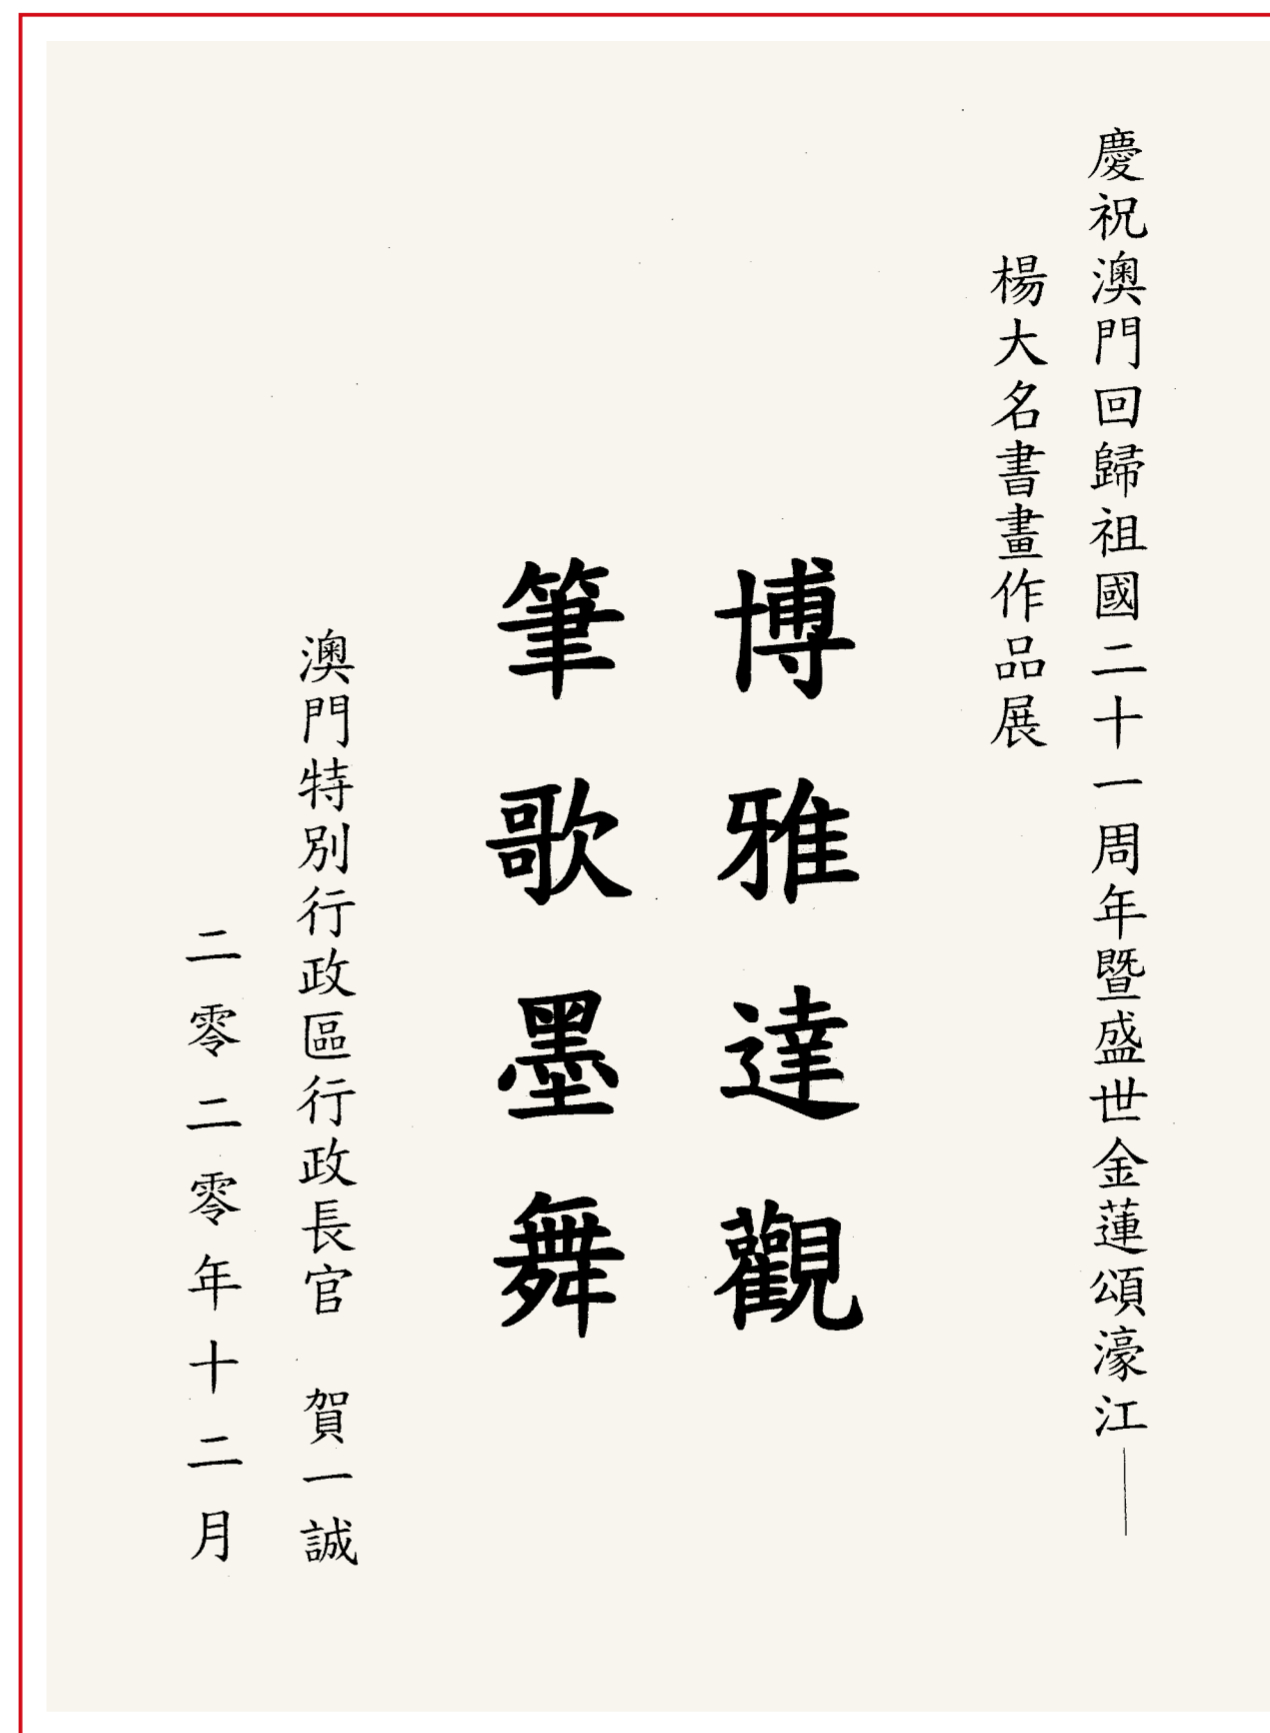 慶祝澳門回歸祖國二十一周年暨盛世金蓮頌濠江——
楊大名書畫作品展
博雅達觀
筆歌墨舞
澳門特別行政區行政長官　賀一誠
二零二零年十二月